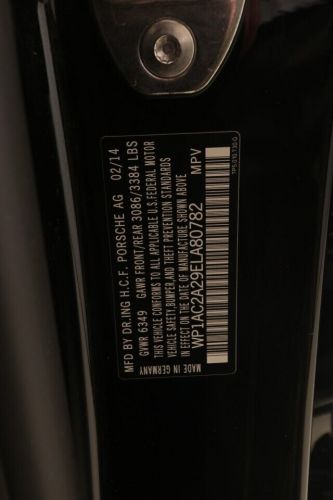 MFD BY DR.ING H.C.F. PORSCHE AG 02/14
GVWR 6349 GAWR FRONT/REAR 3086/3384 LBS
THIS VEHICLE CONFORMS TO ALL APPLICABLE U.S.FEDERAL MOTOR
VEHICLE SAFETY,BUMPER,AND THEFT PREVENTION STANDARDS
IN EFFECT ON THE DATE OF MANUFACTURE SHOWN ABOVE
WP1AC2A29ELA80782 MPV
MADE IN GERMANY